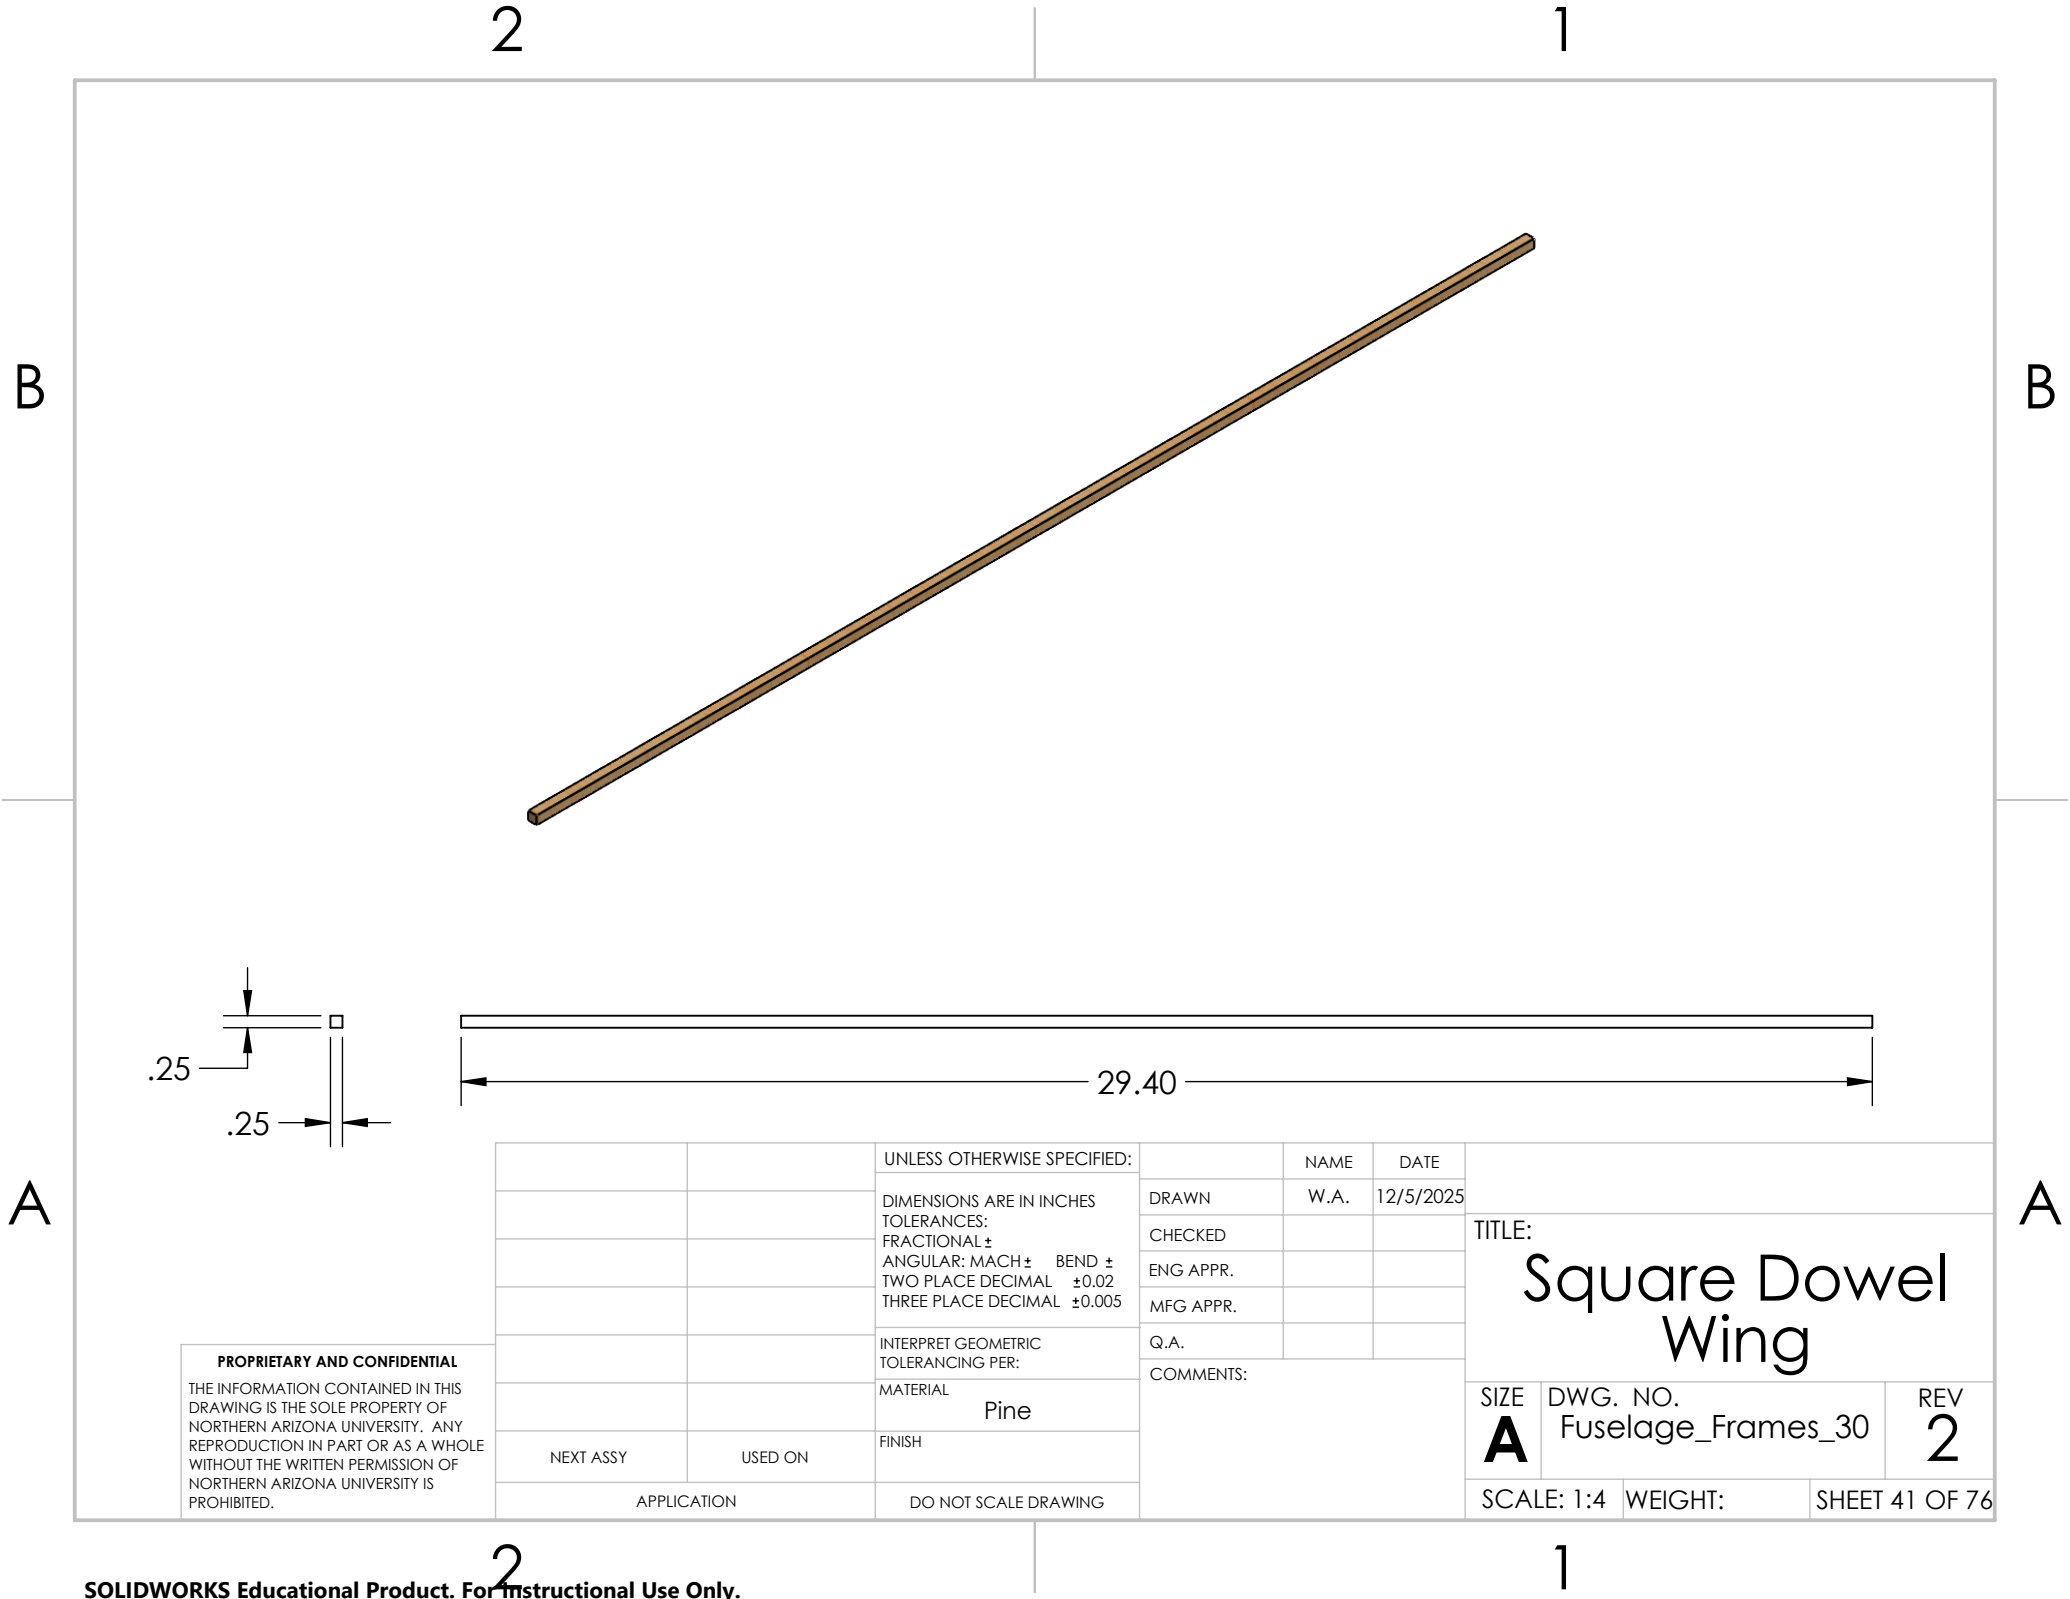 2
1
B
B
.25
.25
29.40
A
A
UNLESS OTHERWISE SPECIFIED:
DIMENSIONS ARE IN INCHES
TOLERANCES:
FRACTIONAL ±
ANGULAR: MACH ± BEND ±
TWO PLACE DECIMAL ±0.02
THREE PLACE DECIMAL ±0.005
INTERPRET GEOMETRIC
TOLERANCING PER:
MATERIAL
Pine
FINISH
DO NOT SCALE DRAWING
NAME DATE
DRAWN W.A. 12/5/2025
CHECKED
ENG APPR.
MFG APPR.
Q.A.
COMMENTS:
TITLE:
Square Dowel
Wing
SIZE DWG. NO. REV
A Fuselage_Frames_30 2
SCALE: 1:4 WEIGHT: SHEET 41 OF 76
PROPRIETARY AND CONFIDENTIAL
THE INFORMATION CONTAINED IN THIS
DRAWING IS THE SOLE PROPERTY OF
NORTHERN ARIZONA UNIVERSITY. ANY
REPRODUCTION IN PART OR AS A WHOLE
WITHOUT THE WRITTEN PERMISSION OF
NORTHERN ARIZONA UNIVERSITY IS
PROHIBITED.
NEXT ASSY USED ON
APPLICATION
2
1
SOLIDWORKS Educational Product. For Instructional Use Only.